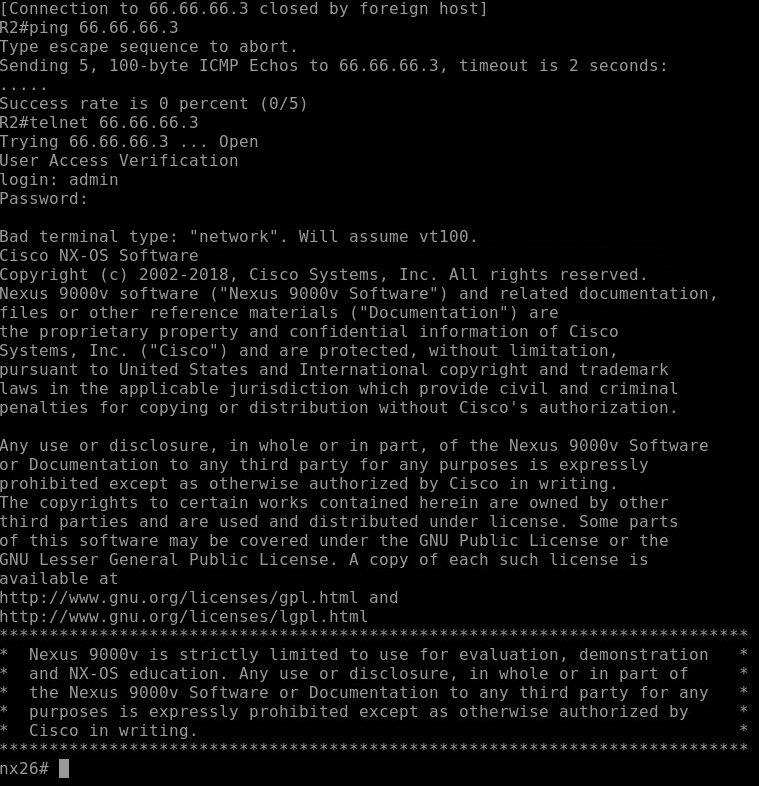 [Connection to 66.66.66.3 closed by foreign host]
R2#ping 66.66.66.3
Type escape sequence to abort.
Sending 5, 100-byte ICMP Echos to 66.66.66.3, timeout is 2 seconds:
.....
Success rate is 0 percent (0/5)
R2#telnet 66.66.66.3
Trying 66.66.66.3 ... Open
User Access Verification
login: admin
Password:

Bad terminal type: "network". Will assume vt100.
Cisco NX-OS Software
Copyright (c) 2002-2018, Cisco Systems, Inc. All rights reserved.
Nexus 9000v software ("Nexus 9000v Software") and related documentation,
files or other reference materials ("Documentation") are
the proprietary property and confidential information of Cisco
Systems, Inc. ("Cisco") and are protected, without limitation,
pursuant to United States and International copyright and trademark
laws in the applicable jurisdiction which provide civil and criminal
penalties for copying or distribution without Cisco's authorization.

Any use or disclosure, in whole or in part, of the Nexus 9000v Software
or Documentation to any third party for any purposes is expressly
prohibited except as otherwise authorized by Cisco in writing.
The copyrights to certain works contained herein are owned by other
third parties and are used and distributed under license. Some parts
of this software may be covered under the GNU Public License or the
GNU Lesser General Public License. A copy of each such license is
available at
http://www.gnu.org/licenses/gpl.html and
http://www.gnu.org/licenses/lgpl.html
***************************************************************************
*  Nexus 9000v is strictly limited to use for evaluation, demonstration   *
*  and NX-OS education. Any use or disclosure, in whole or in part of     *
*  the Nexus 9000v Software or Documentation to any third party for any   *
*  purposes is expressly prohibited except as otherwise authorized by     *
*  Cisco in writing.                                                      *
***************************************************************************
nx26#